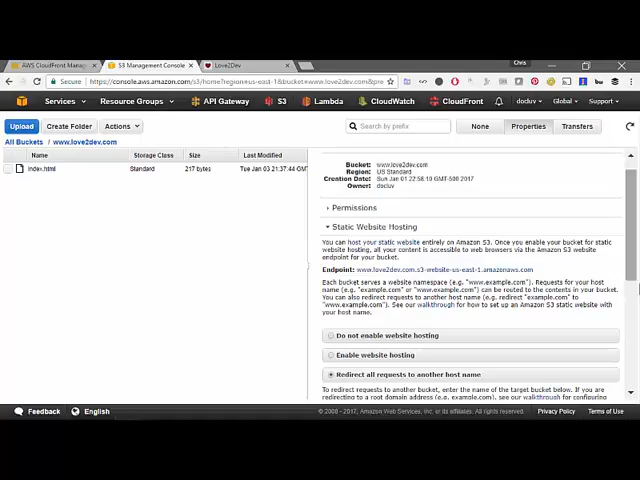 Chris
AWS CloudFront Manag
S3 Management Console
Love2Dev
Secure
https://console.aws.amazon.com/s3/home?region=us-east-1&bucket=www.love2dev.com&pre
Services
Resource Groups
API Gateway
S3
Lambda
CloudWatch
CloudFront
docluv
Global
Support
Upload
Create Folder
Actions
Search by prefix
None
Properties
Transfers
All Buckets / www.love2dev.com
Name
Storage Class
Size
Last Modified
index.html
Standard
217 bytes
Tue Jan 03 21:37:44 GMT
Bucket: www.love2dev.com
Region: US Standard
Creation Date: Sun Jan 01 22:58:10 GMT-500 2017
Owner: docluv
Permissions
Static Website Hosting
You can host your static website entirely on Amazon S3. Once you enable your bucket for static
website hosting, all your content is accessible to web browsers via the Amazon S3 website
endpoint for your bucket.
Endpoint: www.love2dev.com.s3-website-us-east-1.amazonaws.com
Each bucket serves a website namespace (e.g. "www.example.com"). Requests for your host
name (e.g. "example.com" or "www.example.com") can be routed to the contents in your bucket.
You can also redirect requests to another host name (e.g. redirect "example.com" to
"www.example.com"). See our walkthrough for how to set up an Amazon S3 static website with
your host name.
Do not enable website hosting
Enable website hosting
Redirect all requests to another host name
To redirect requests to another bucket, enter the name of the target bucket below. If you are
redirecting to a root domain address (e.g. example.com), see our walkthrough for configuring
Feedback
English
© 2008 - 2017, Amazon Web Services, Inc. or its affiliates. All rights reserved.
Privacy Policy
Terms of Use